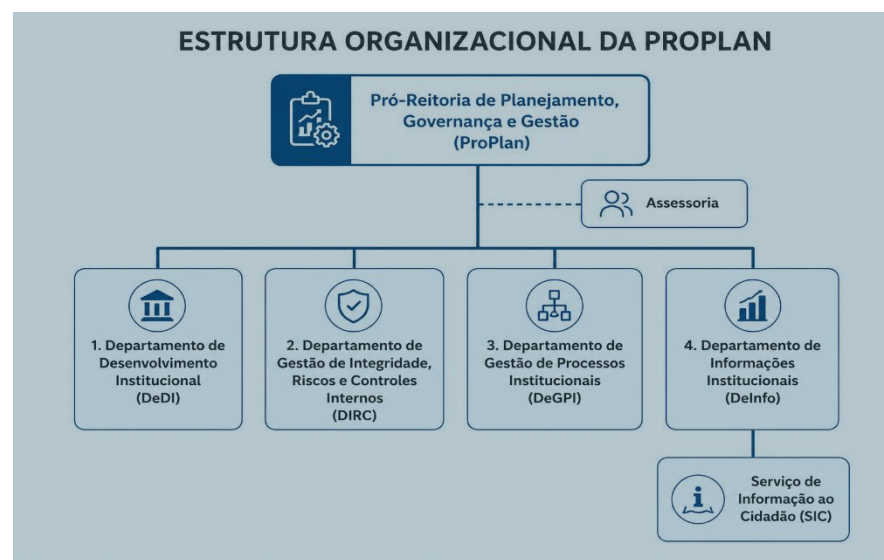 ESTRUTURA ORGANIZACIONAL DA PROPLAN
Pró-Reitoria de Planejamento,
Governança e Gestão
(ProPlan)
Assessoria
1. Departamento de
Desenvolvimento
Institucional
(DeDI)
2. Departamento de
Gestão de Integridade,
Riscos e Controles
Internos
(DIRC)
3. Departamento de
Gestão de Processos
Institucionais
(DeGPI)
4. Departamento de
Informações
Institucionais
(DeInfo)
Serviço de
Informação ao
Cidadão (SIC)